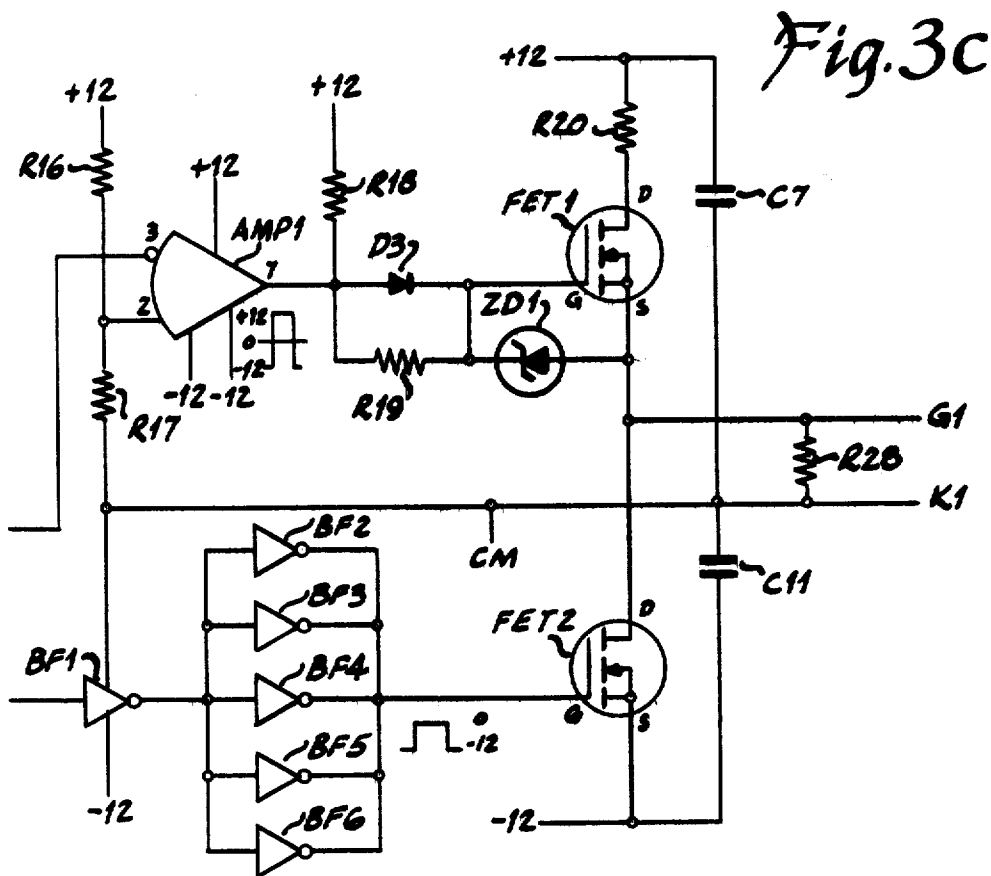 Fig. 3c
+12
+12
+12
R16
R20
+12
R18
FET1
D
C7
3
AMP1
D3
7
G
S
2
+12
0
-12
ZD1
-12 -12
R19
R17
G1
R28
K1
BF2
CM
C11
BF3
FET2
D
BF1
BF4
G
S
0
-12
BF5
-12
-12
BF6